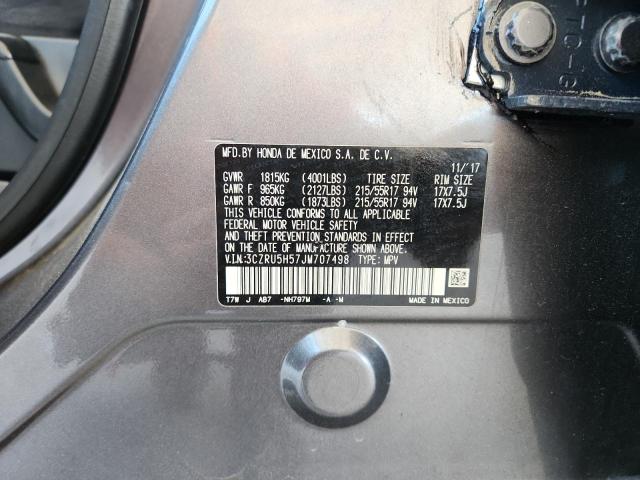 TO-G
MFD.BY HONDA DE MEXICO S.A. DE C.V.
11/'17
GVWR 1815KG (4001LBS) TIRE SIZE RIM SIZE
GAWR F 965KG (2127LBS) 215/55R17 94V 17X7.5J
GAWR R 850KG (1873LBS) 215/55R17 94V 17X7.5J
THIS VEHICLE CONFORMS TO ALL APPLICABLE
FEDERAL MOTOR VEHICLE SAFETY
AND THEFT PREVENTION STANDARDS IN EFFECT
ON THE DATE OF MANUFACTURE SHOWN ABOVE.
V.I.N:3CZRU5H57JM707498 TYPE: MPV
T7W J AB7 -NH797M -A -M MADE IN MEXICO